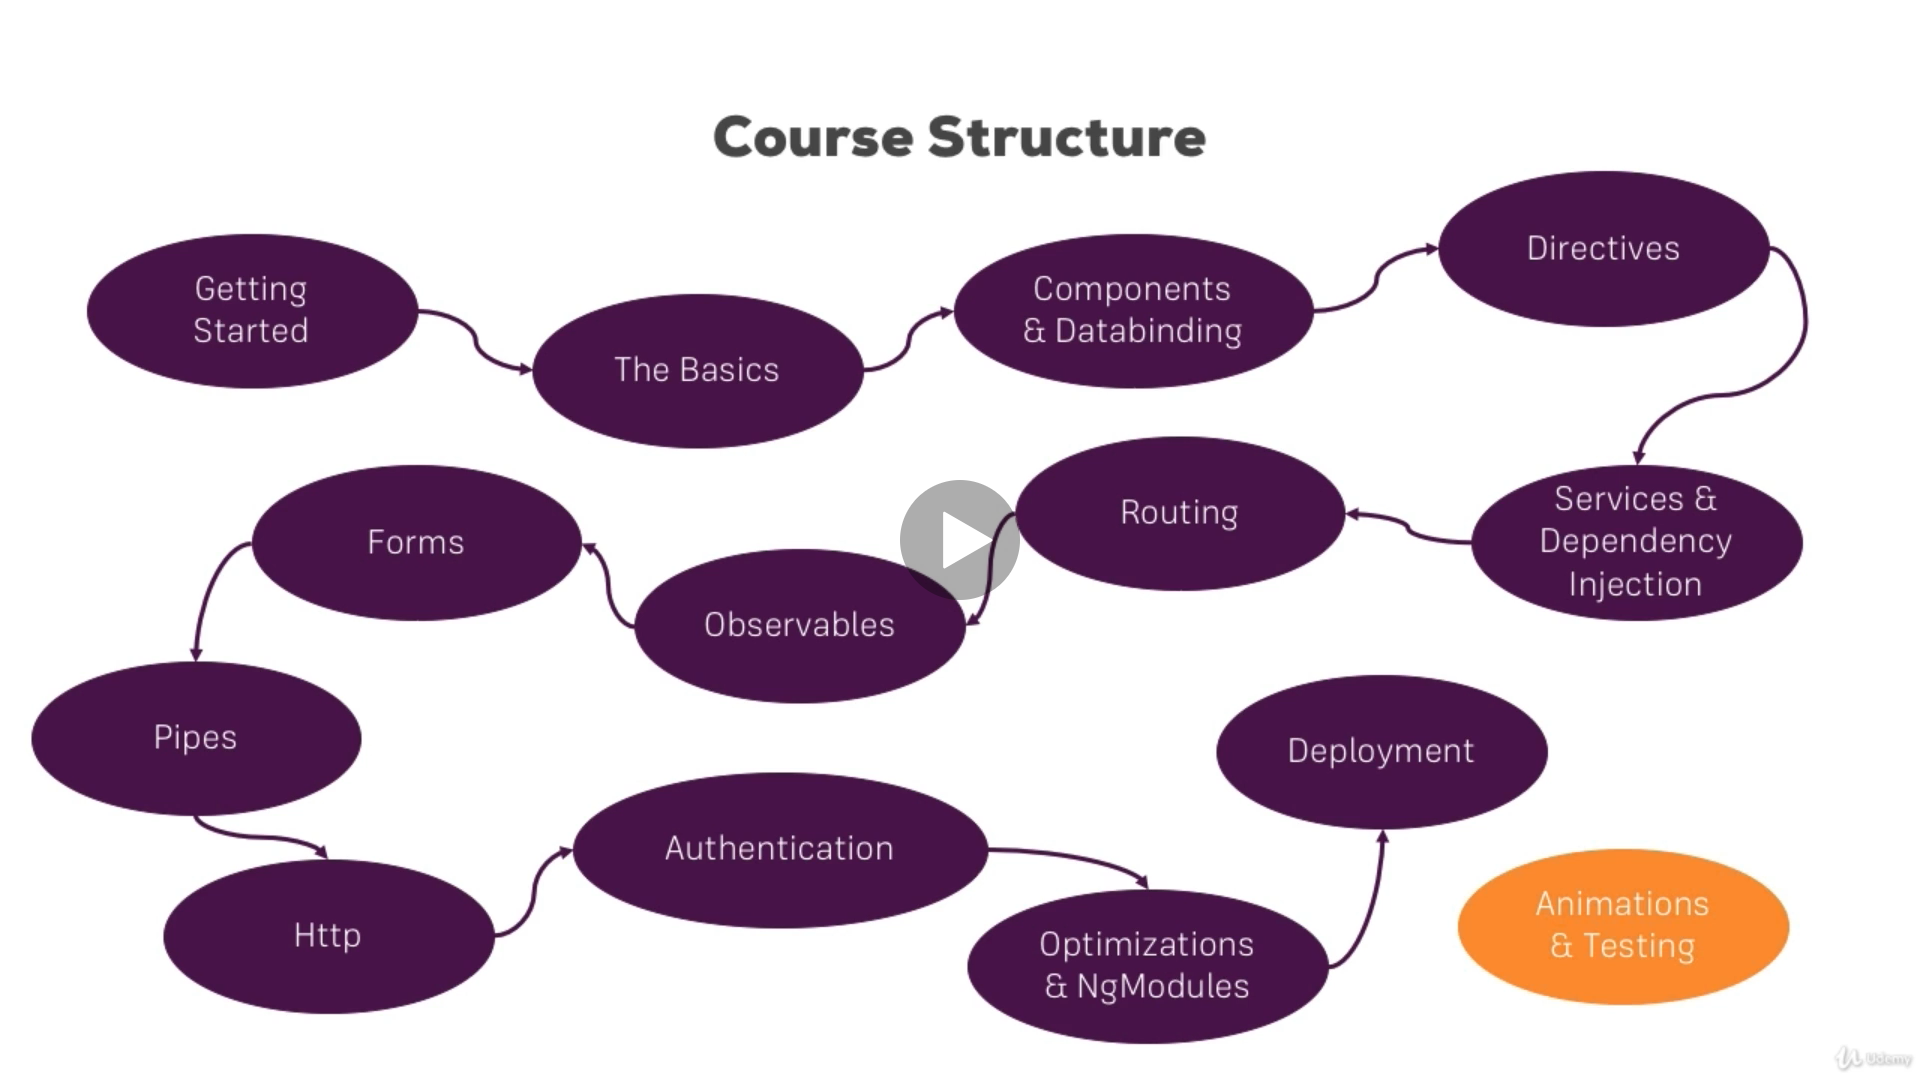 Course Structure
Getting
Started
The Basics
Components
& Databinding
Directives
Services &
Dependency
Injection
Routing
Observables
Forms
Pipes
Http
Authentication
Optimizations
& NgModules
Deployment
Animations
& Testing
Udemy